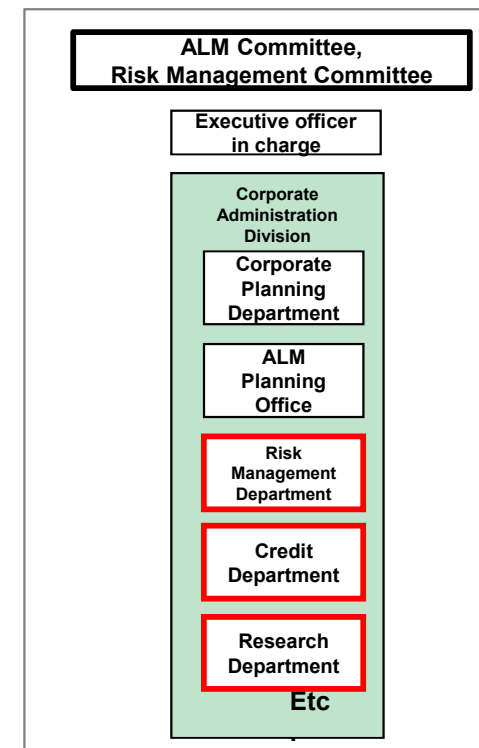 ALM Committee,
Risk Management Committee
Executive officer
in charge
Corporate
Administration
Division
Corporate
Planning
Department
ALM
Planning
Office
Risk
Management
Department
Credit
Department
Research
Department
Etc